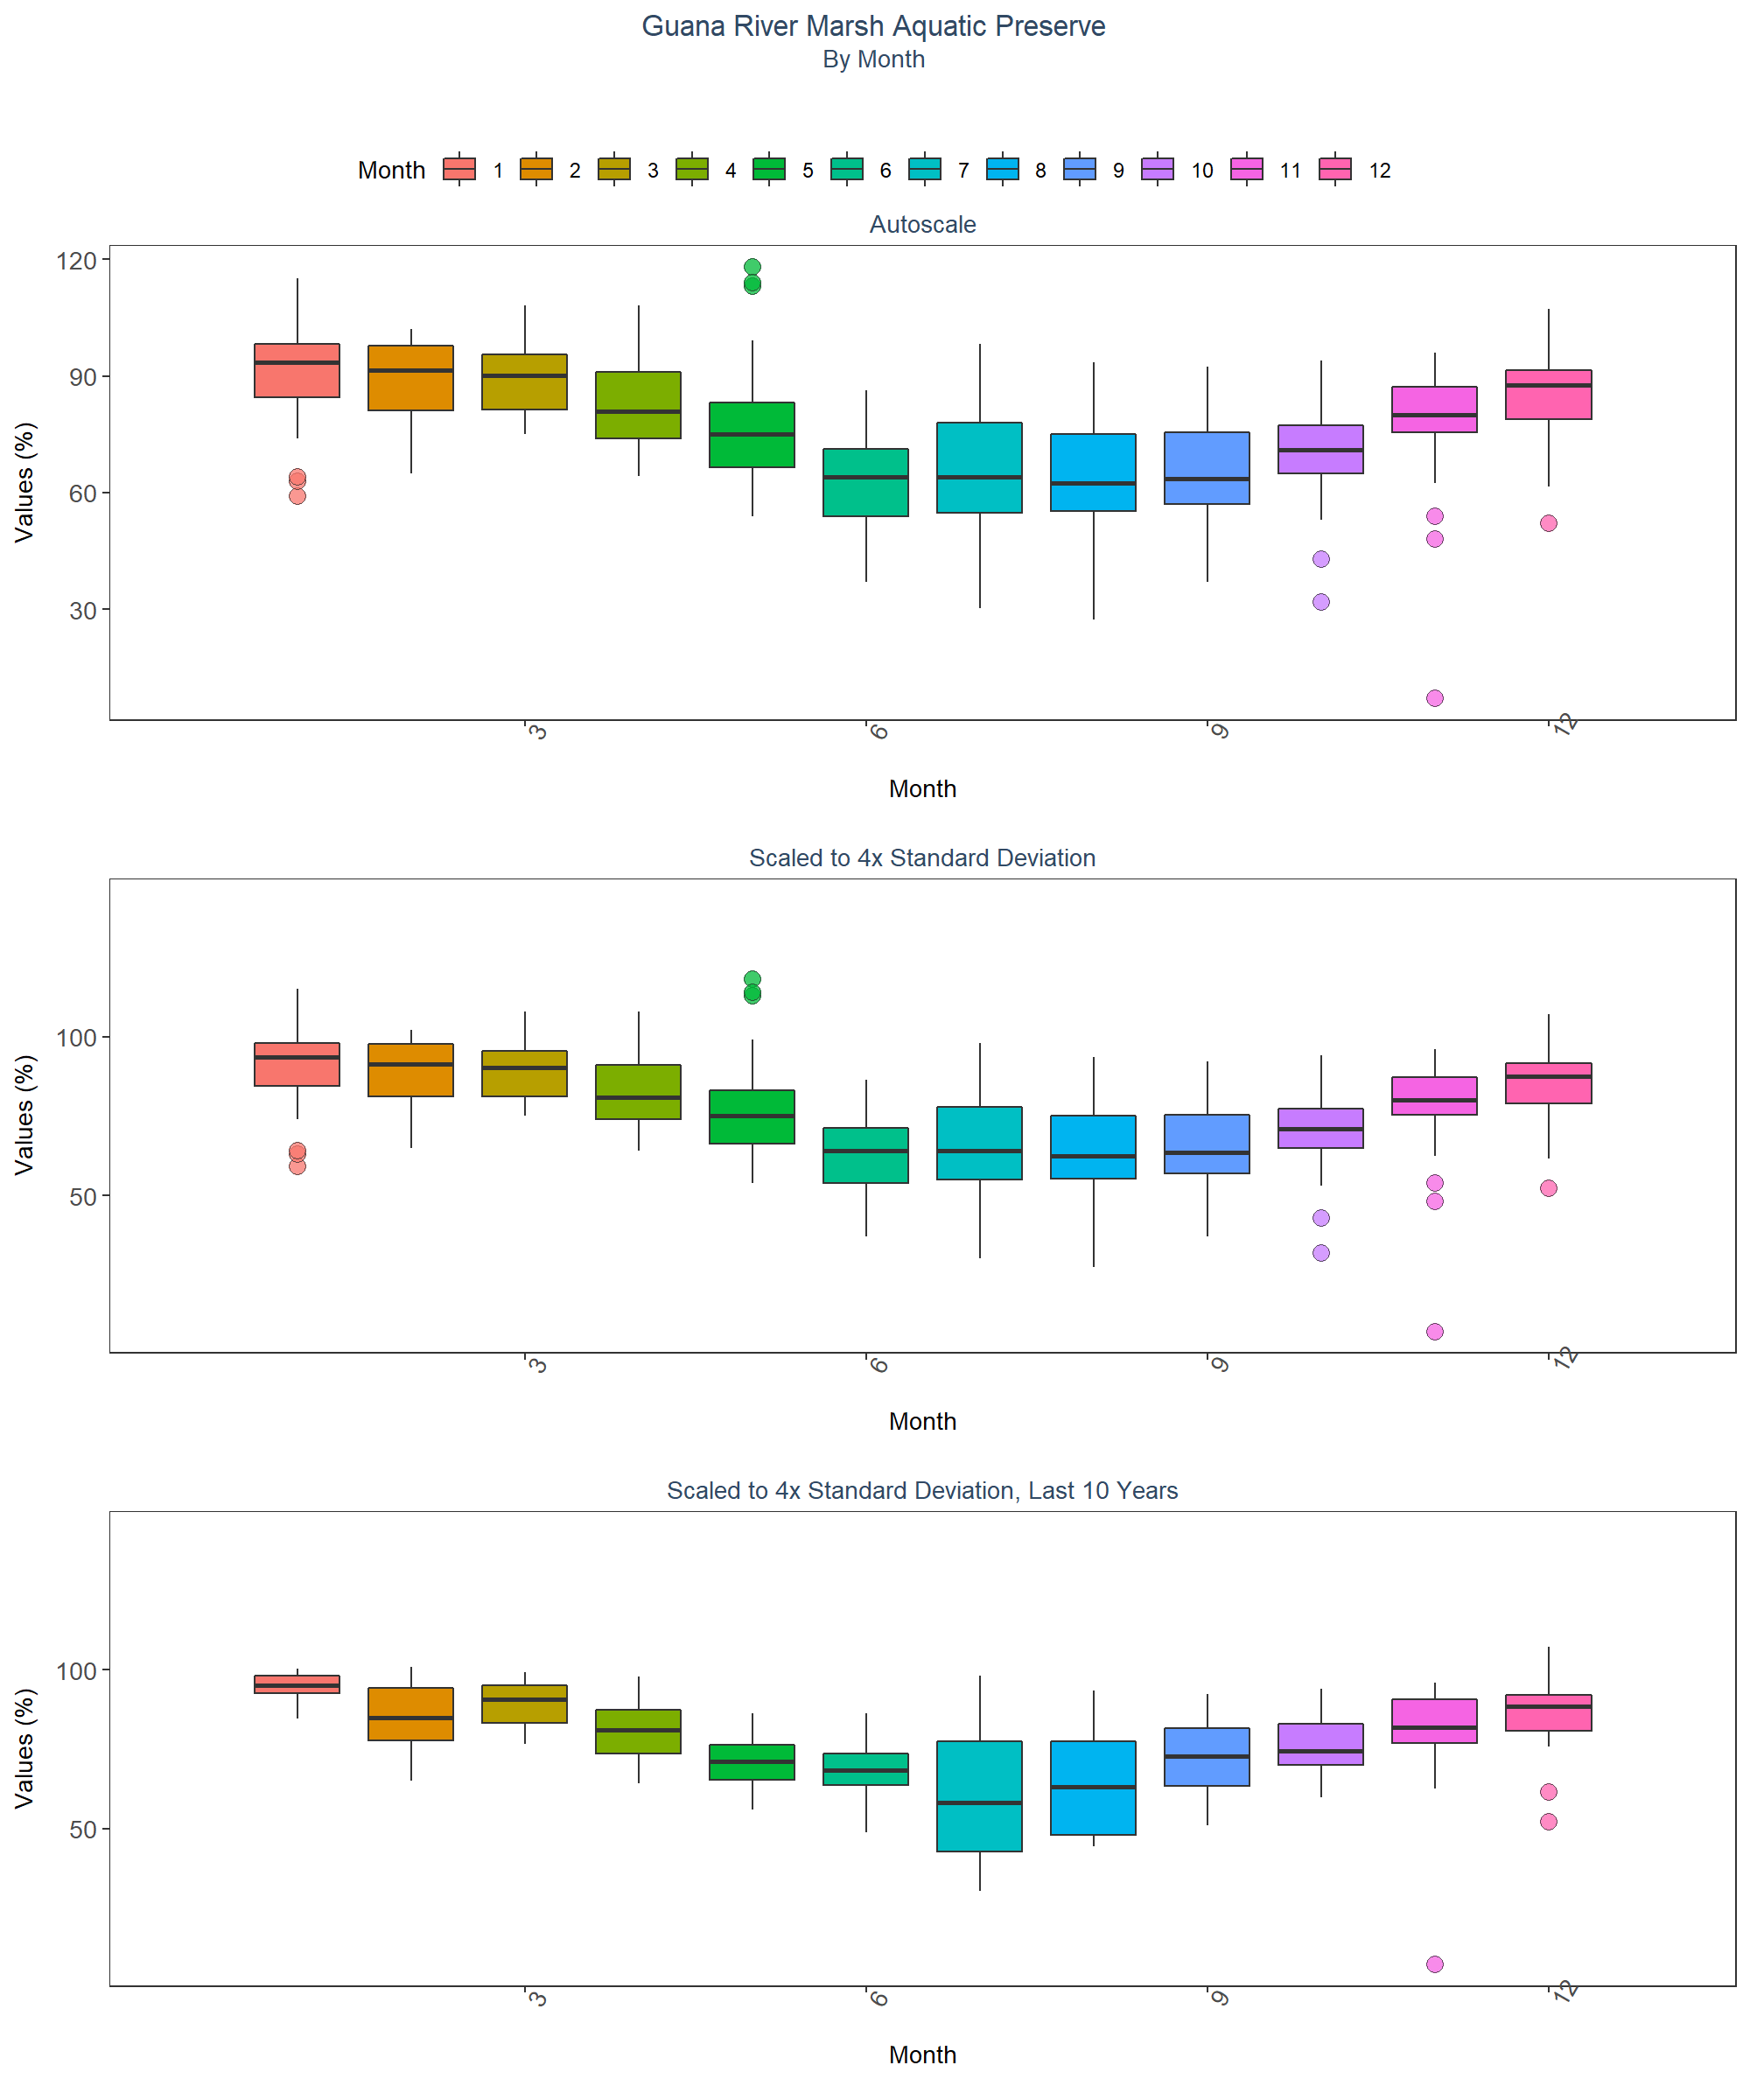 Guana River Marsh Aquatic Preserve
By Month
Month 1 2 3 4 5 6 7 8 9 10 11 12
Autoscale
Values (%)
120
90
60
30
3 6 9 12
Month
Scaled to 4x Standard Deviation
Values (%)
100
50
3 6 9 12
Month
Scaled to 4x Standard Deviation, Last 10 Years
Values (%)
100
50
3 6 9 12
Month